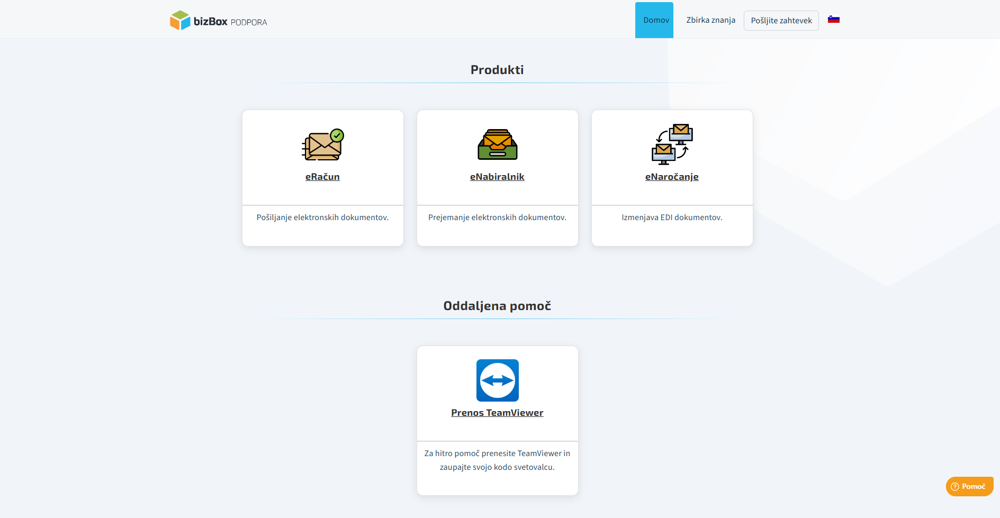 bizBox PODPORA
Domov
Zbirka znanja
Pošljite zahtevek
Produkti
eRačun
eNabiralnik
eNaročanje
Pošiljanje elektronskih dokumentov.
Prejemanje elektronskih dokumentov.
Izmenjava EDI dokumentov.
Oddaljena pomoč
Prenos TeamViewer
Za hitro pomoč prenesite TeamViewer in
zaupajte svojo kodo svetovalcu.
Pomoč